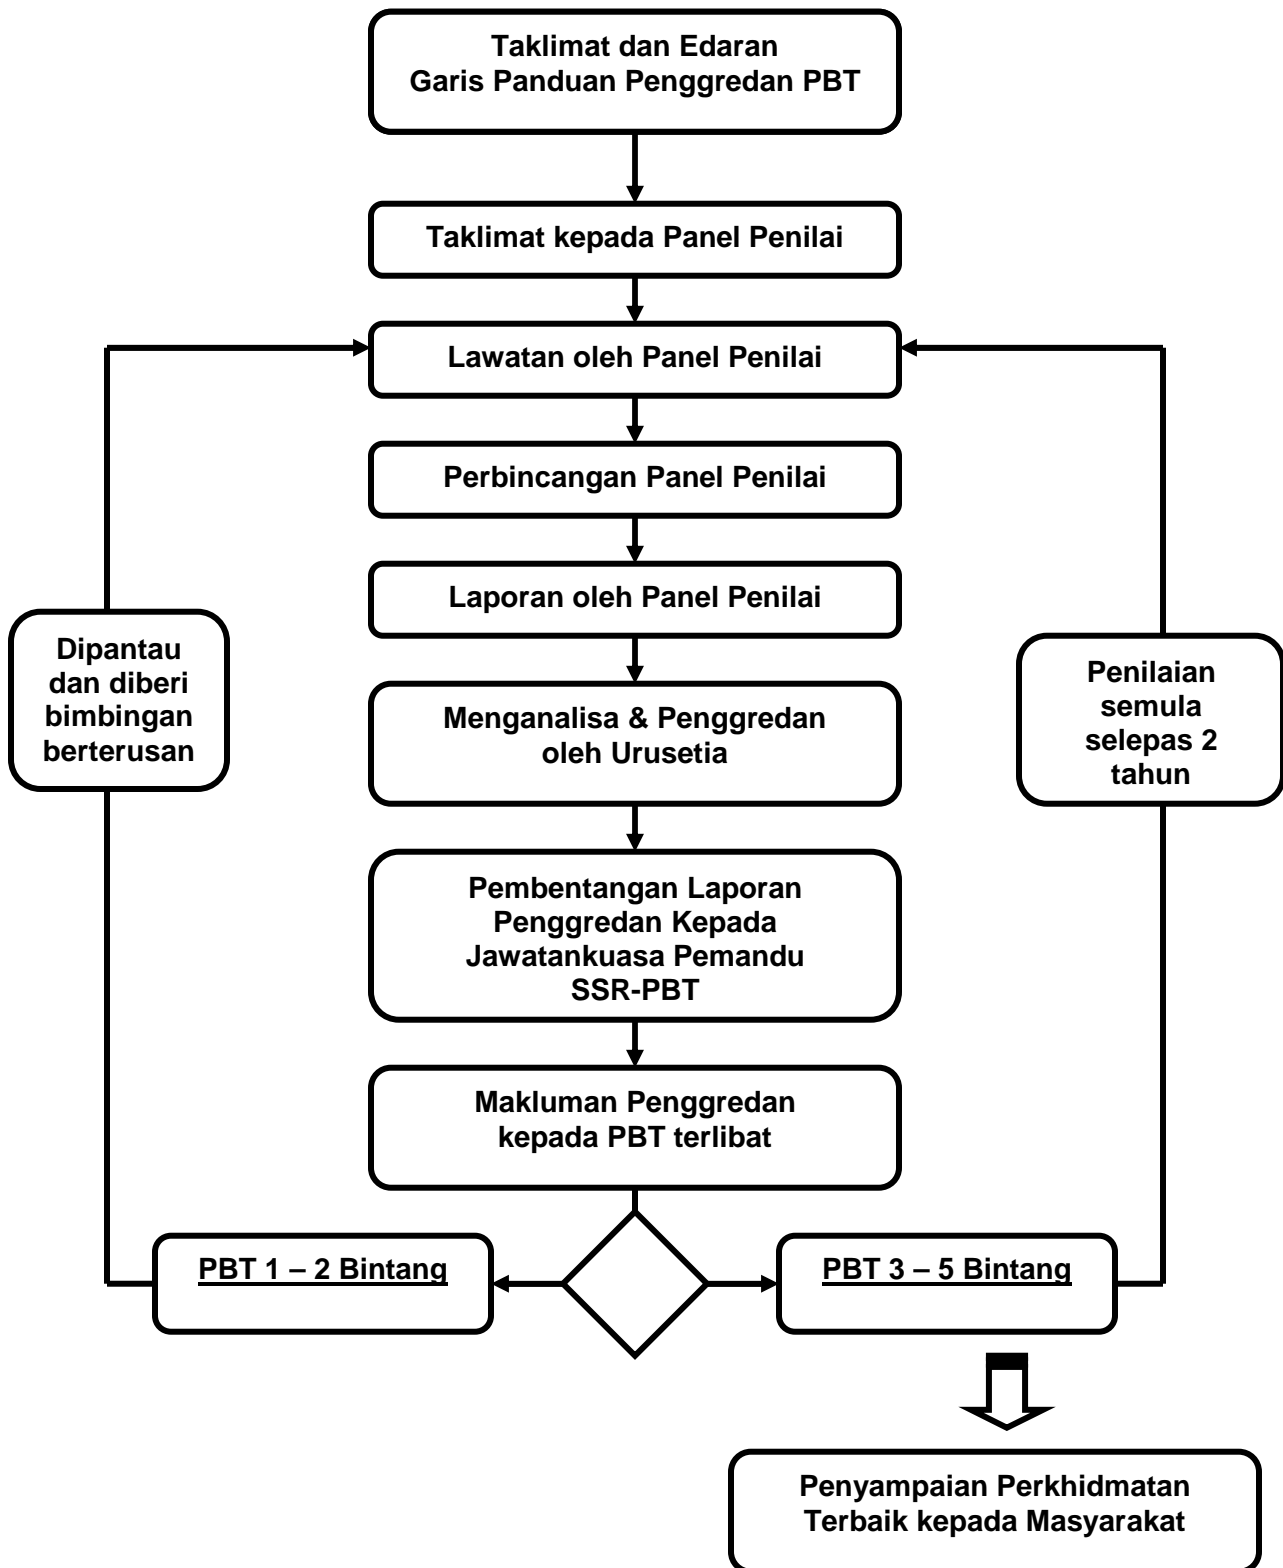 Taklimat dan Edaran
Garis Panduan Penggredan PBT
Taklimat kepada Panel Penilai
Lawatan oleh Panel Penilai
Perbincangan Panel Penilai
Laporan oleh Panel Penilai
Dipantau
dan diberi
bimbingan
berterusan
Penilaian
semula
selepas 2
tahun
Menganalisa & Penggredan
oleh Urusetia
Pembentangan Laporan
Penggredan Kepada
Jawatankuasa Pemandu
SSR-PBT
Makluman Penggredan
kepada PBT terlibat
PBT 1 – 2 Bintang
PBT 3 – 5 Bintang
Penyampaian Perkhidmatan
Terbaik kepada Masyarakat